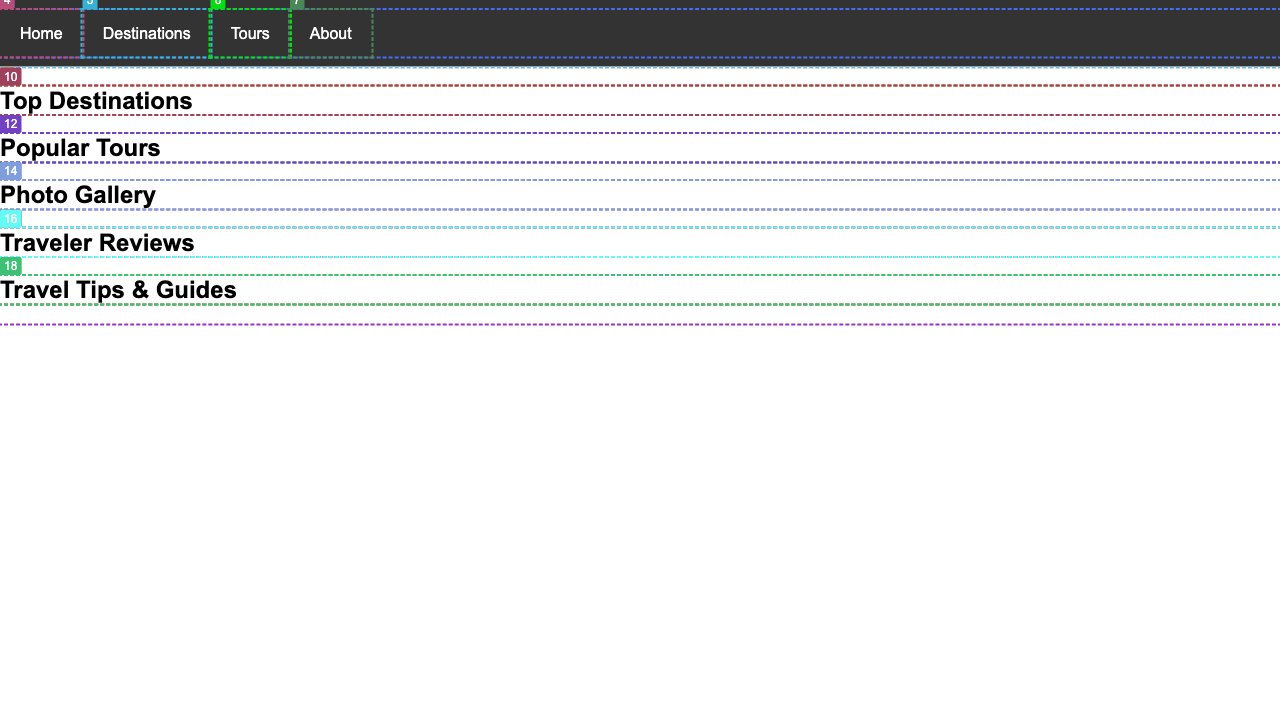 4 5 6 7
Home Destinations Tours About
10
Top Destinations
12
Popular Tours
14
Photo Gallery
16
Traveler Reviews
18
Travel Tips & Guides